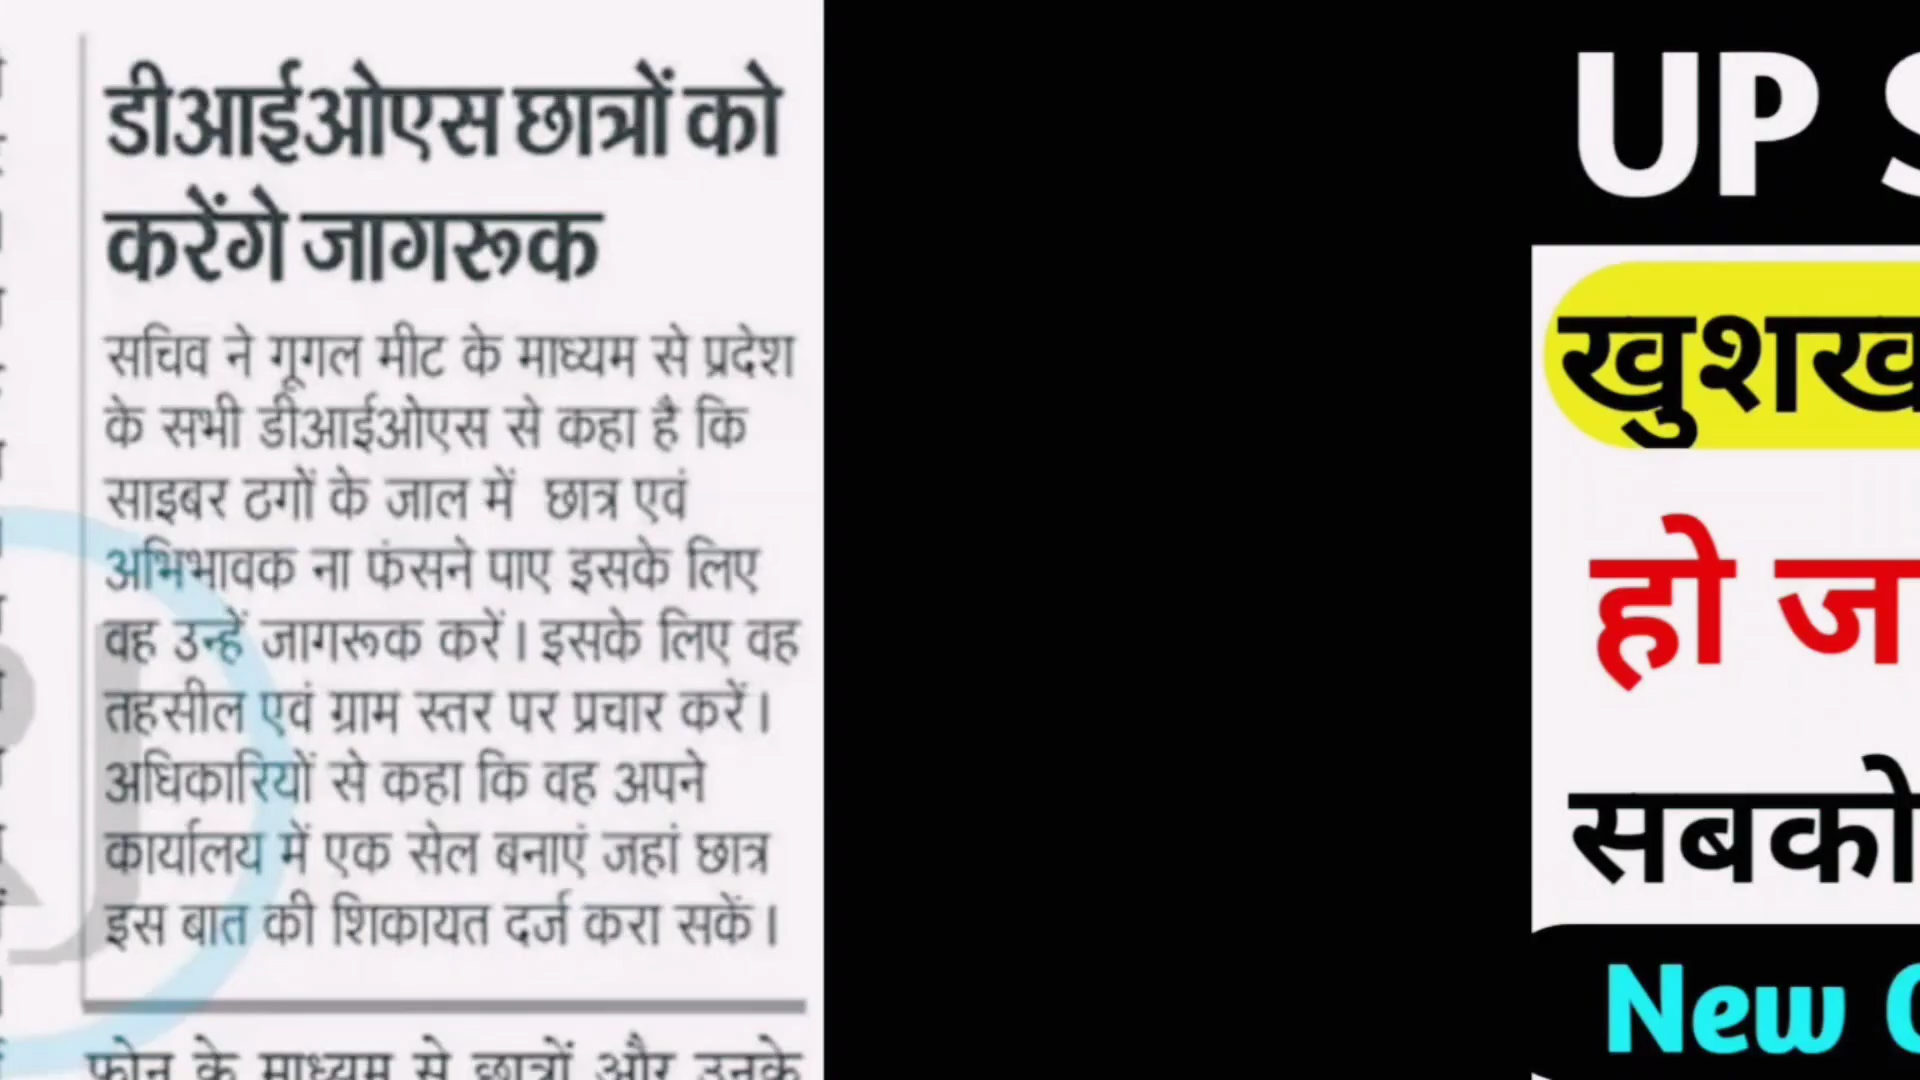 डीआईओएस छात्रों को
करेंगे जागरूक
सचिव ने गूगल मीट के माध्यम से प्रदेश
के सभी डीआईओएस से कहा है कि
साइबर ठगों के जाल में छात्र एवं
अभिभावक ना फंसने पाए इसके लिए
वह उन्हें जागरूक करें। इसके लिए वह
तहसील एवं ग्राम स्तर पर प्रचार करें।
अधिकारियों से कहा कि वह अपने
कार्यालय में एक सेल बनाएं जहां छात्र
इस बात की शिकायत दर्ज करा सकें।
फोन के माध्यम से छात्रों और उनके
UP
खुशख
हो ज
सबको
New